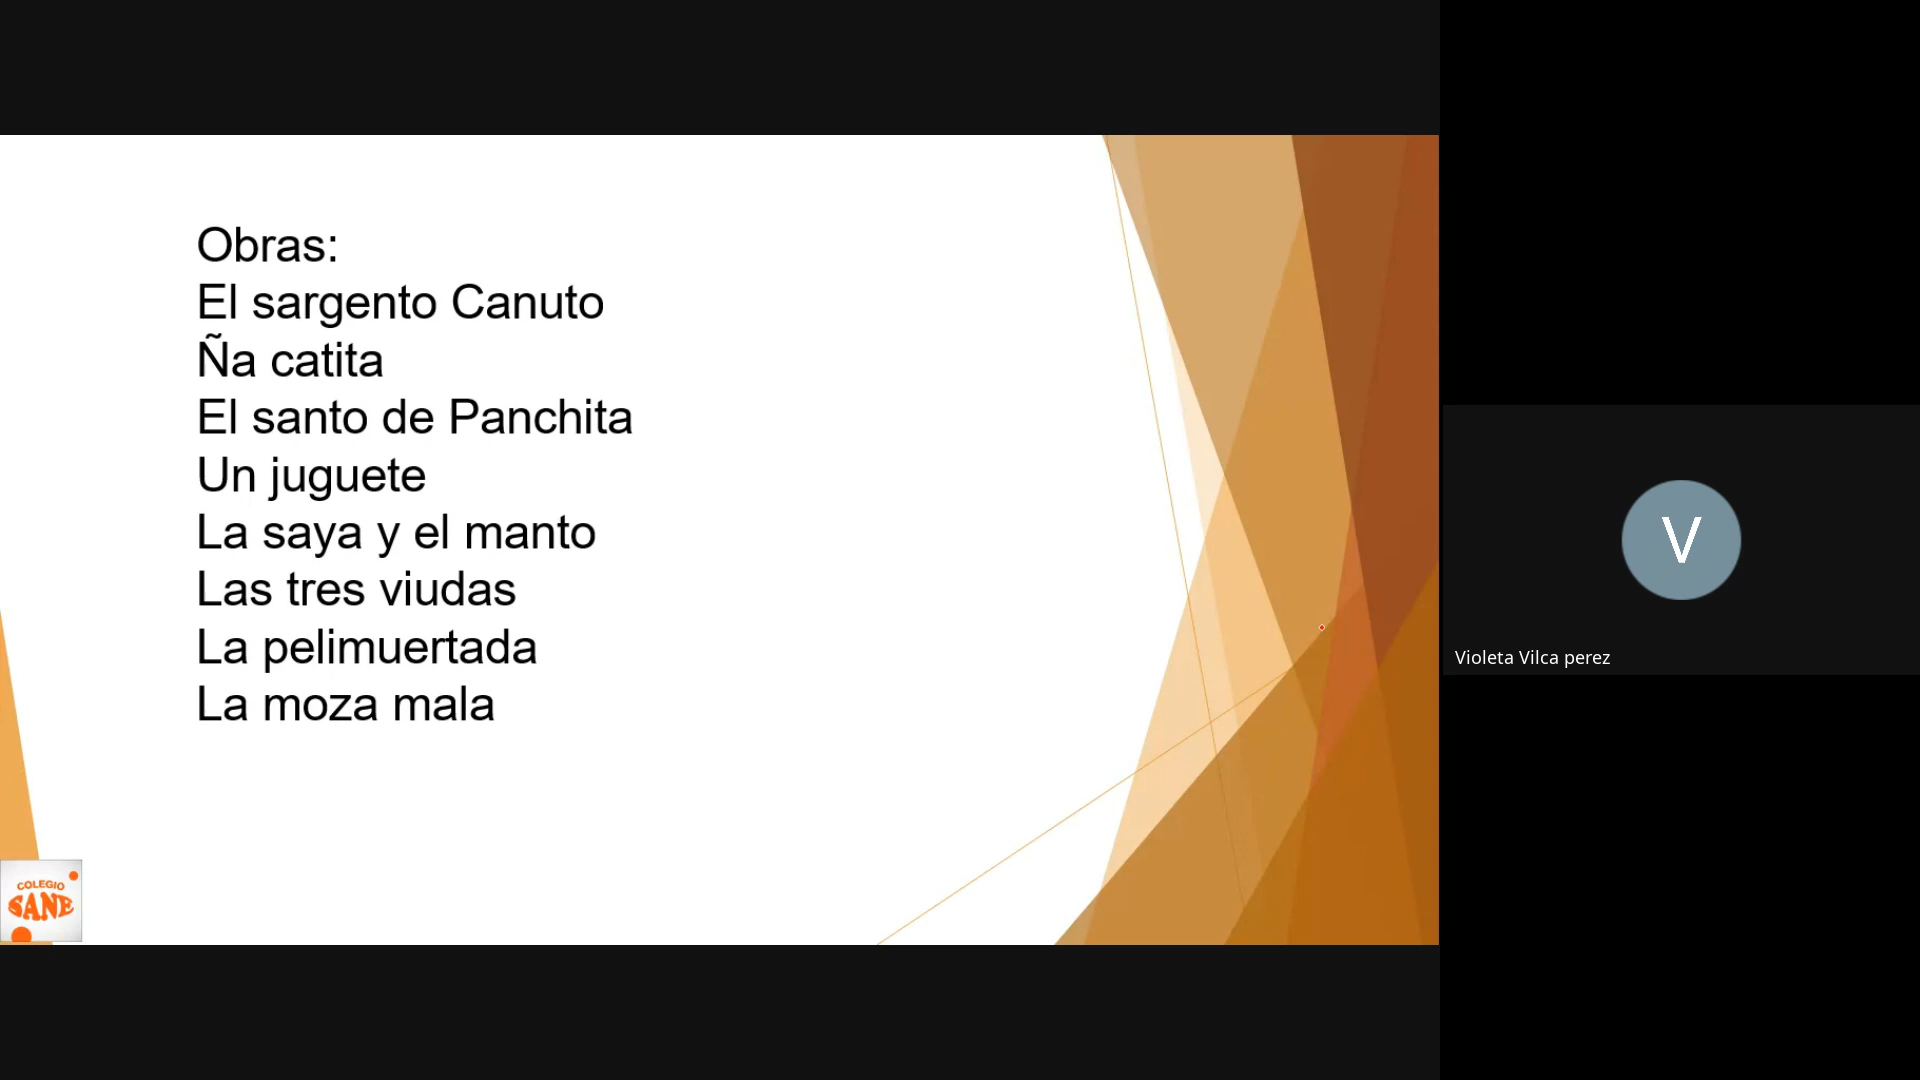 Obras:
El sargento Canuto
Ña catita
El santo de Panchita
Un juguete
La saya y el manto
Las tres viudas
La pelimuertada
La moza mala
COLEGIO
SANE
V
Violeta Vilca perez